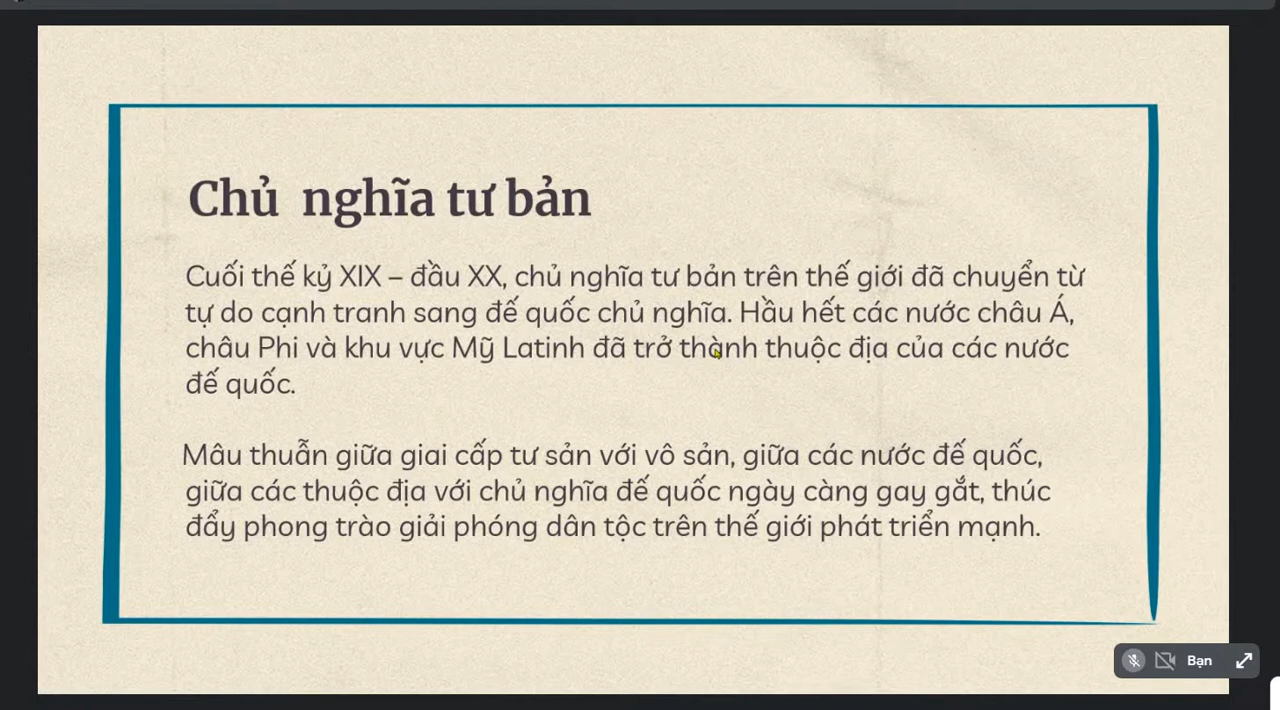 Chủ nghĩa tư bản
Cuối thế kỷ XIX – đầu XX, chủ nghĩa tư bản trên thế giới đã chuyển từ
tự do cạnh tranh sang đế quốc chủ nghĩa. Hầu hết các nước châu Á,
châu Phi và khu vực Mỹ Latinh đã trở thành thuộc địa của các nước
đế quốc.
Mâu thuẫn giữa giai cấp tư sản với vô sản, giữa các nước đế quốc,
giữa các thuộc địa với chủ nghĩa đế quốc ngày càng gay gắt, thúc
đẩy phong trào giải phóng dân tộc trên thế giới phát triển mạnh.
Bạn